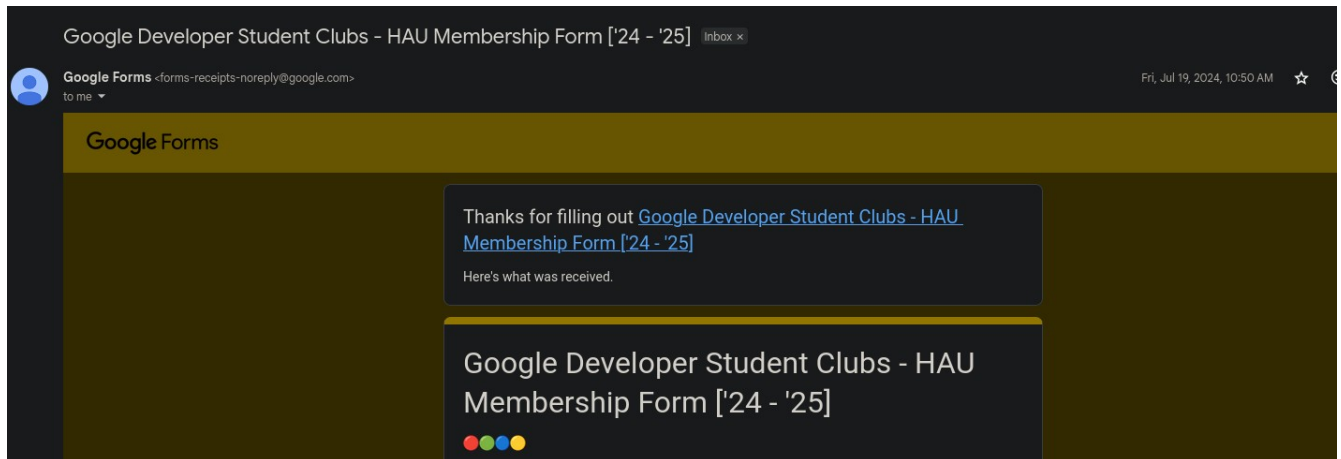 Google Developer Student Clubs - HAU Membership Form ['24 - '25] Inbox ×
Google Forms <forms-receipts-noreply@google.com>
Fri, Jul 19, 2024, 10:50 AM
to me
Google Forms
Thanks for filling out Google Developer Student Clubs - HAU
Membership Form ['24 - '25]
Here's what was received.
Google Developer Student Clubs - HAU
Membership Form ['24 - '25]